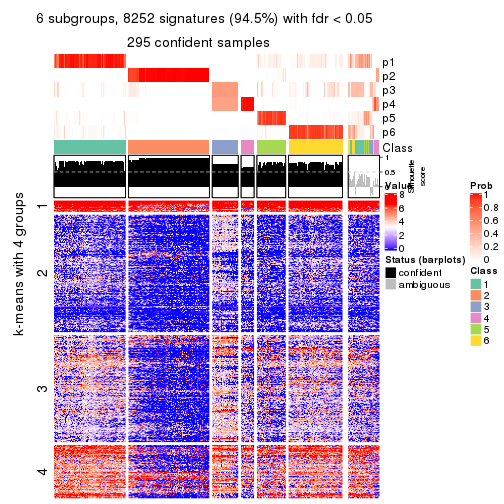 6 subgroups, 8252 signatures (94.5%) with fdr < 0.05
295 confident samples
p1
p2
p3
p4
p5
p6
Class
1
0.5
0
Silhouette
score
k-means with 4 groups
1
2
3
4
Value
8
6
4
2
0
Status (barplots)
confident
ambiguous
Prob
1
0.8
0.6
0.4
0.2
0
Class
1
2
3
4
5
6